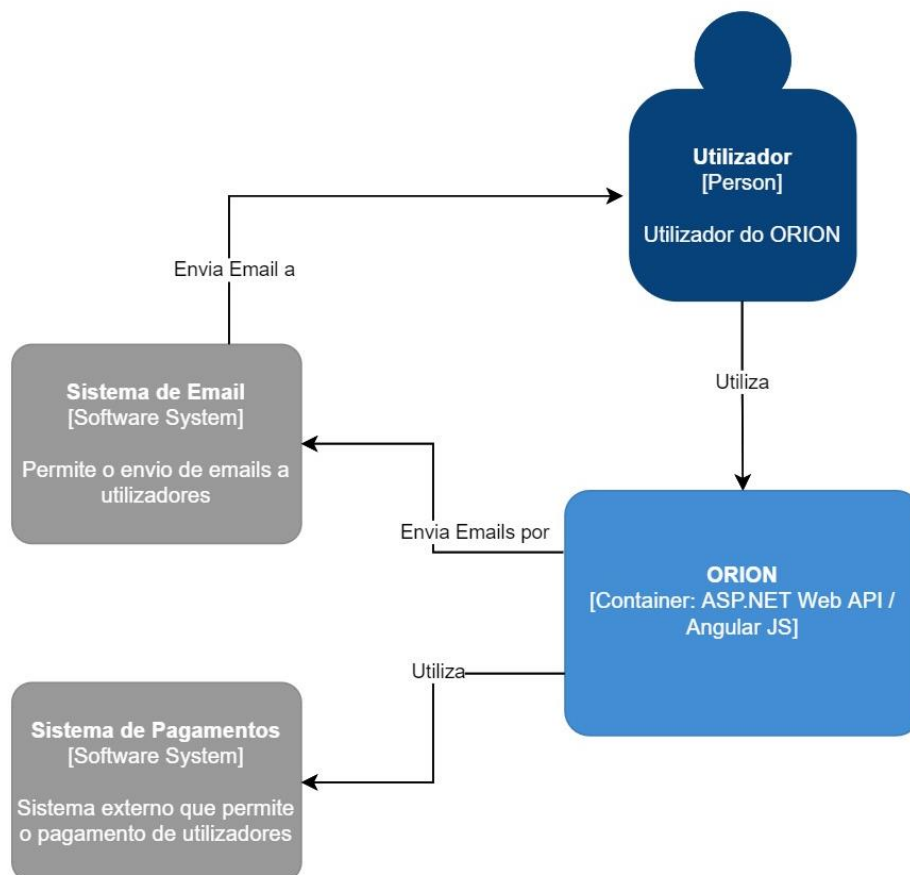 Utilizador
[Person]
Utilizador do ORION
Envia Email a
Utiliza
Sistema de Email
[Software System]
Permite o envio de emails a
utilizadores
Envia Emails por
ORION
[Container: ASP.NET Web API /
Angular JS]
Utiliza
Sistema de Pagamentos
[Software System]
Sistema externo que permite
o pagamento de utilizadores